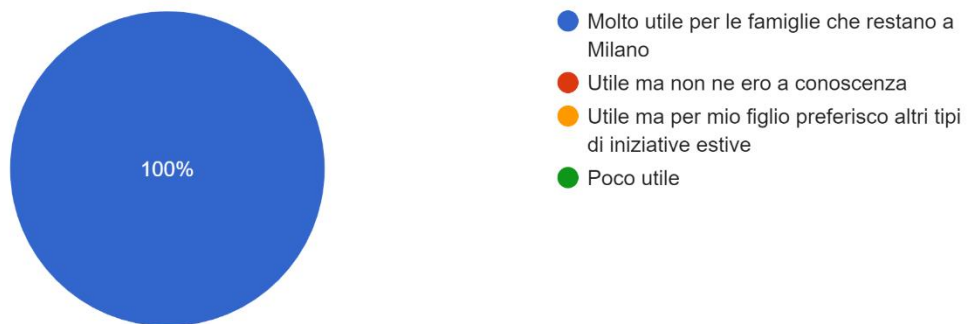 100%
Molto utile per le famiglie che restano a
Milano
Utile ma non ne ero a conoscenza
Utile ma per mio figlio preferisco altri tipi
di iniziative estive
Poco utile